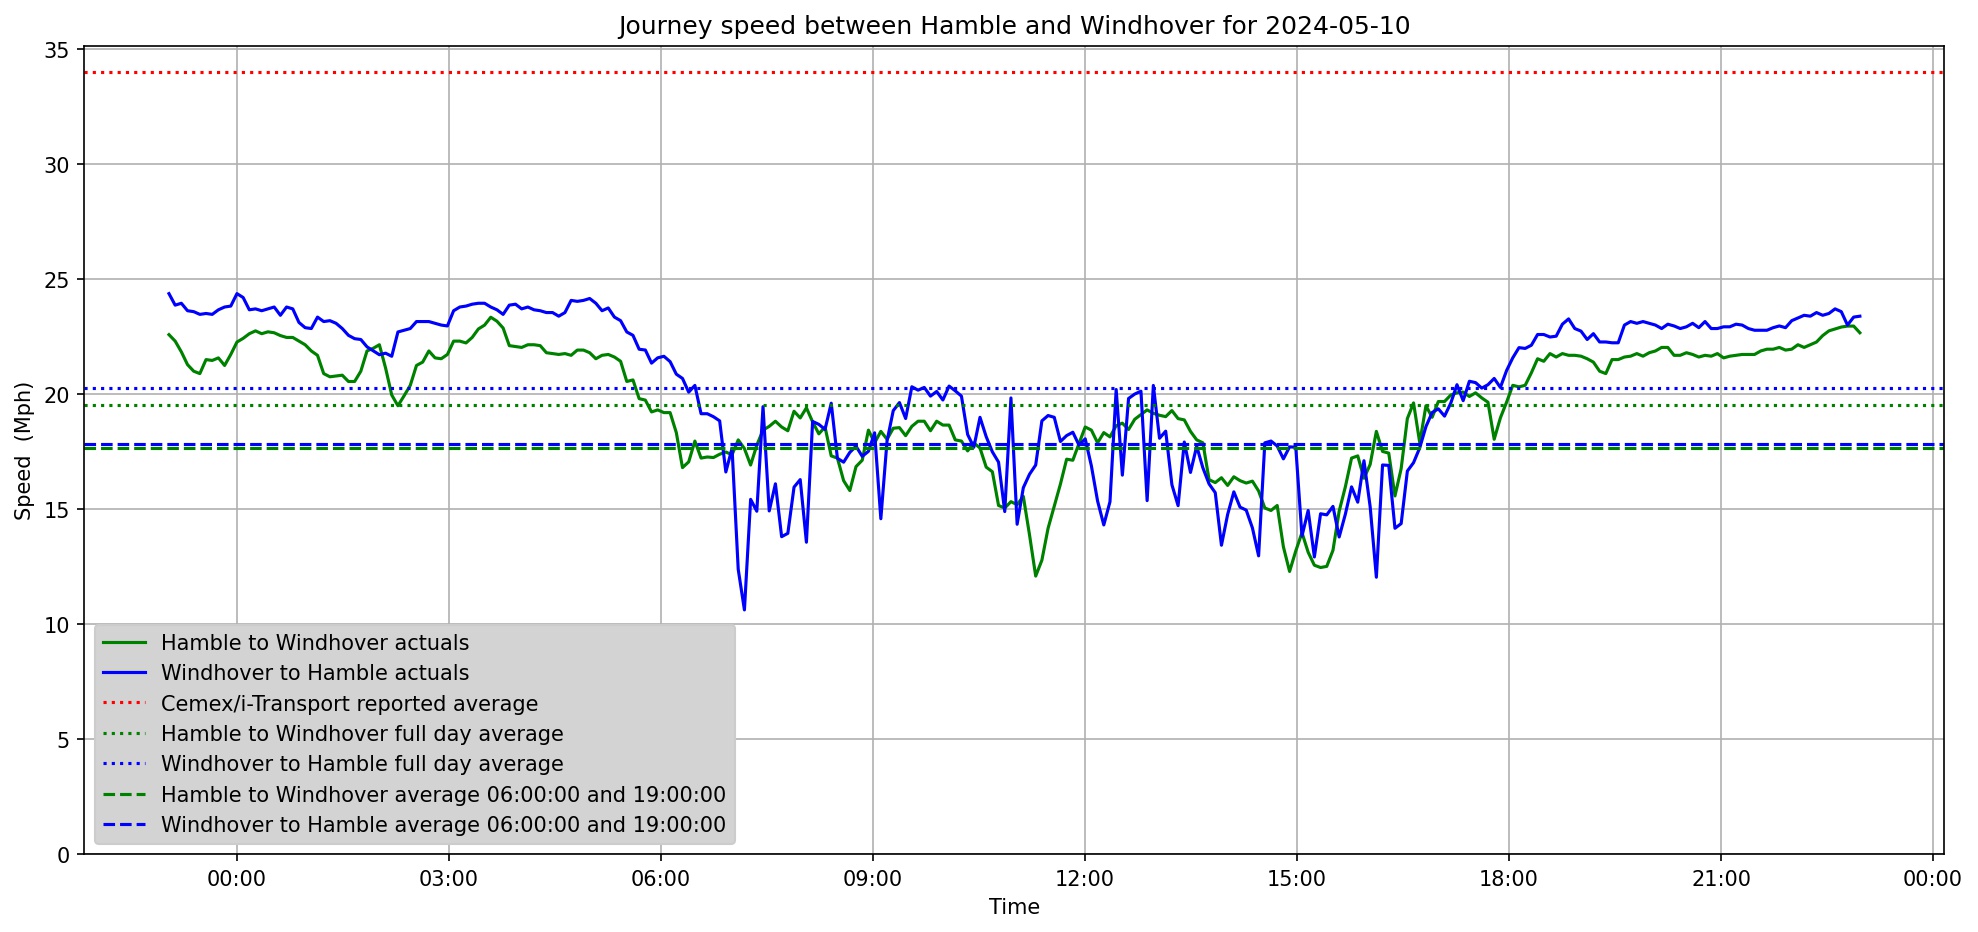 Journey speed between Hamble and Windhover for 2024-05-10
35
30
25
20
15
10
5
0
Speed (Mph)
Hamble to Windhover actuals
Windhover to Hamble actuals
Cemex/i-Transport reported average
Hamble to Windhover full day average
Windhover to Hamble full day average
Hamble to Windhover average 06:00:00 and 19:00:00
Windhover to Hamble average 06:00:00 and 19:00:00
00:00 03:00 06:00 09:00 12:00 15:00 18:00 21:00 00:00
Time